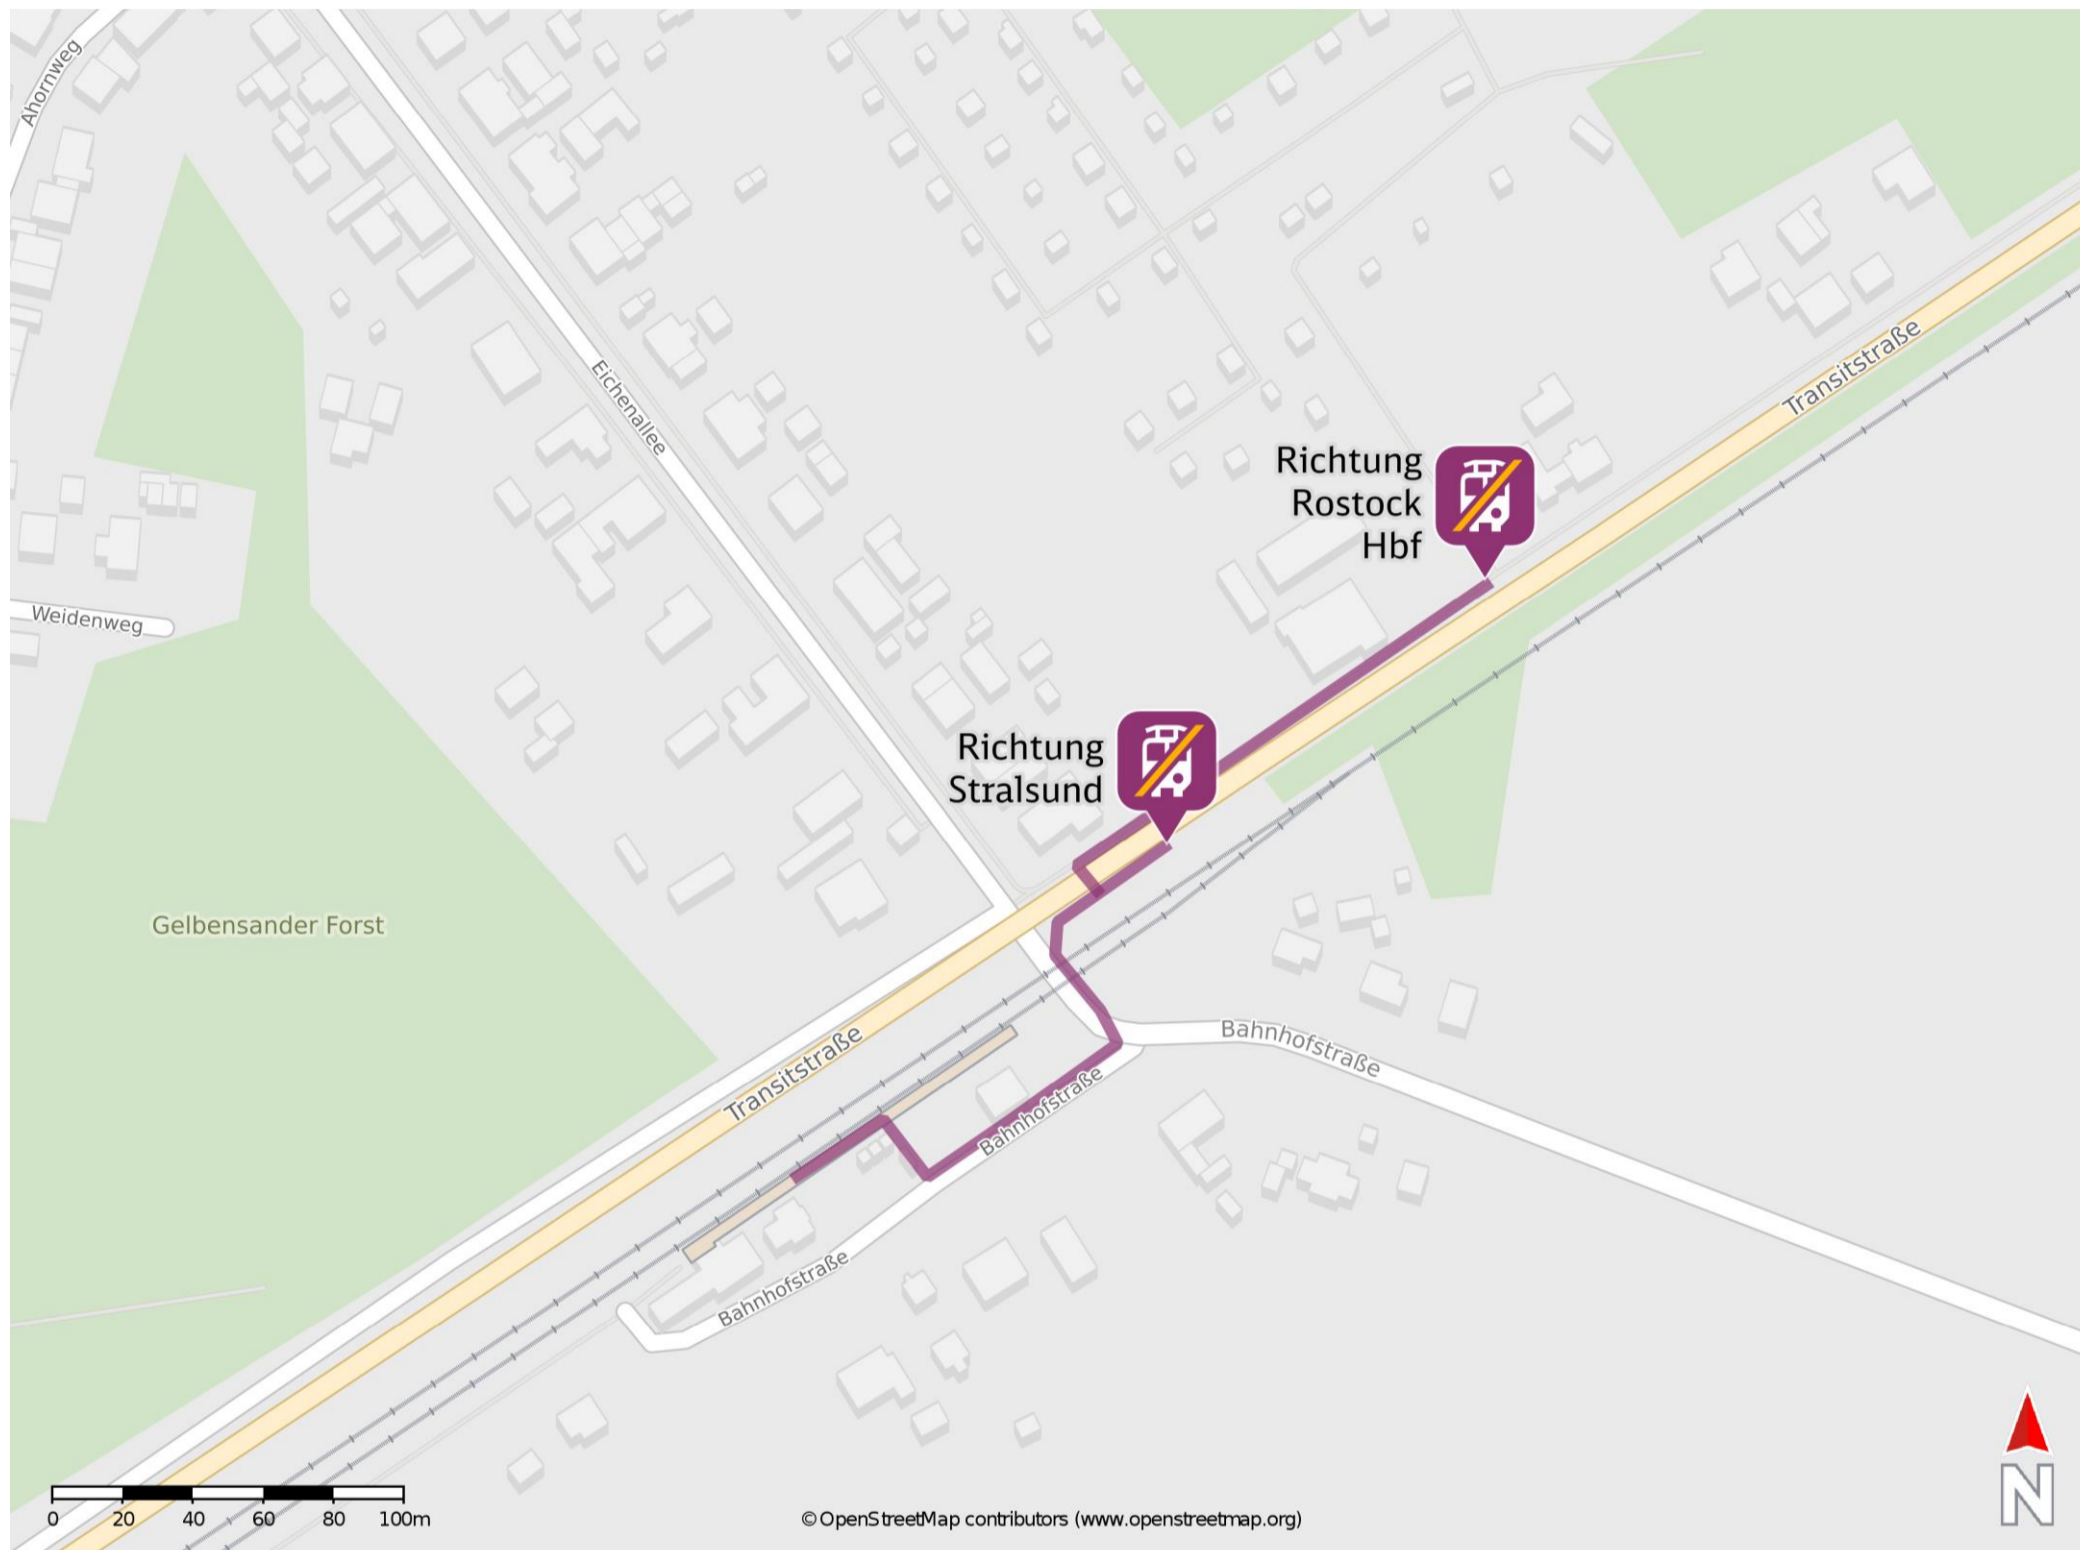 Ahornweg
Eichenallee
Transitstraße
Richtung
Rostock
Hbf
Weidenweg
Richtung
Stralsund
Gelbensander Forst
Transitstraße
Bahnhofstraße
Bahnhofstraße
Bahnhofstraße
0 20 40 60 80 100m
© OpenStreetMap contributors (www.openstreetmap.org)
N